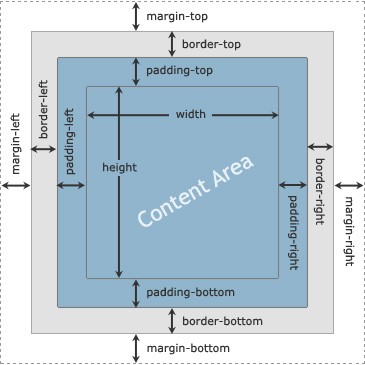 margin-top
border-top
padding-top
width
height
margin-left
border-left
padding-left
Content Area
padding-right
border-right
margin-right
padding-bottom
border-bottom
margin-bottom